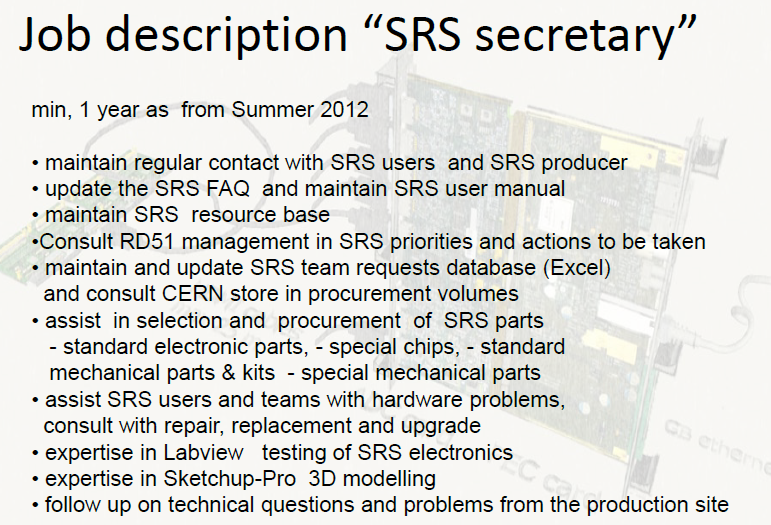 Job description “SRS secretary”
min, 1 year as from Summer 2012
• maintain regular contact with SRS users and SRS producer
• update the SRS FAQ and maintain SRS user manual
• maintain SRS resource base
•Consult RD51 management in SRS priorities and actions to be taken
• maintain and update SRS team requests database (Excel)
and consult CERN store in procurement volumes
• assist in selection and procurement of SRS parts
- standard electronic parts, - special chips, - standard
mechanical parts & kits - special mechanical parts
• assist SRS users and teams with hardware problems,
consult with repair, replacement and upgrade
• expertise in Labview testing of SRS electronics
• expertise in Sketchup-Pro 3D modelling
• follow up on technical questions and problems from the production site